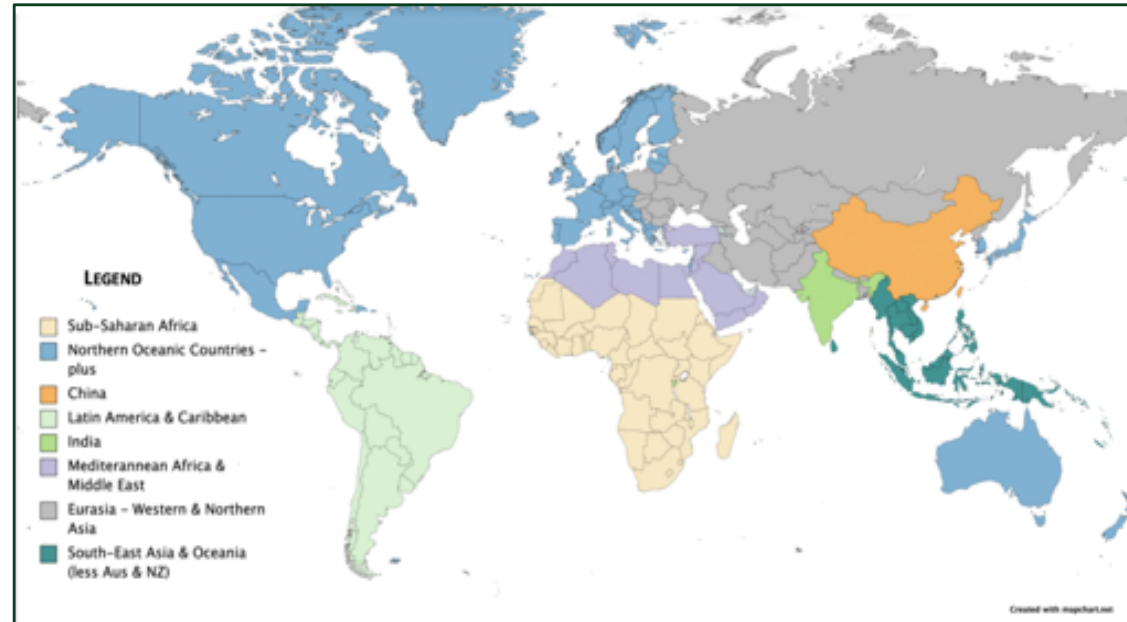 LEGEND
Sub-Saharan Africa
Northern Oceanic Countries -
plus
China
Latin America & Caribbean
India
Mediterannean Africa &
Middle East
Eurasia - Western & Northern
Asia
South-East Asia & Oceania
(less Aus & NZ)
Created with mapchart.net